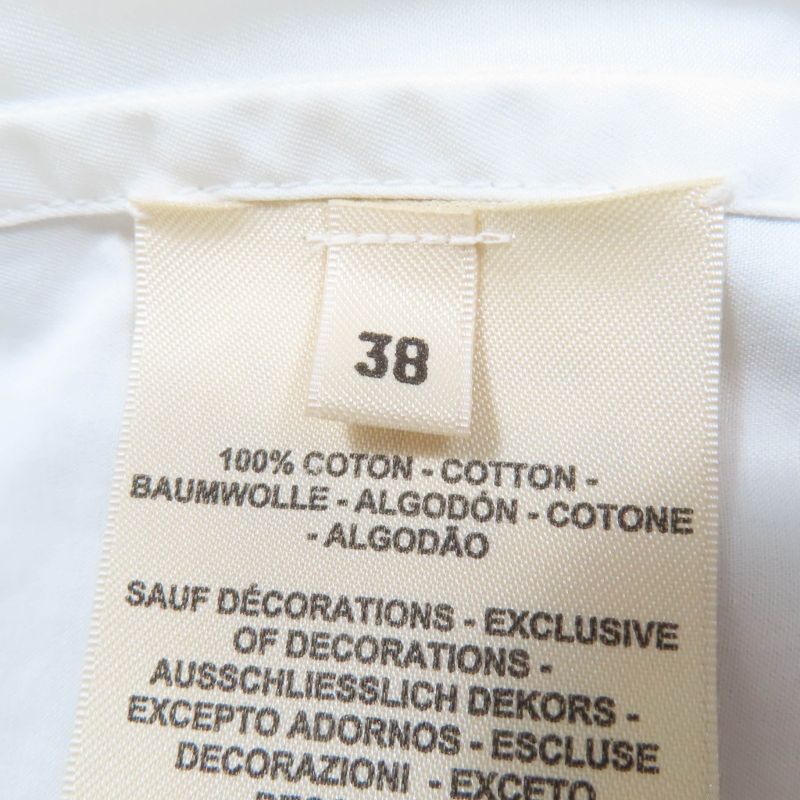 38
100% COTON - COTTON -
BAUMWOLLE - ALGODÓN - COTONE
- ALGODÃO
SAUF DÉCORATIONS - EXCLUSIVE
OF DECORATIONS -
AUSSCHLIESSLICH DEKORS -
EXCEPTO ADORNOS - ESCLUSE
DECORAZIONI - EXCETO